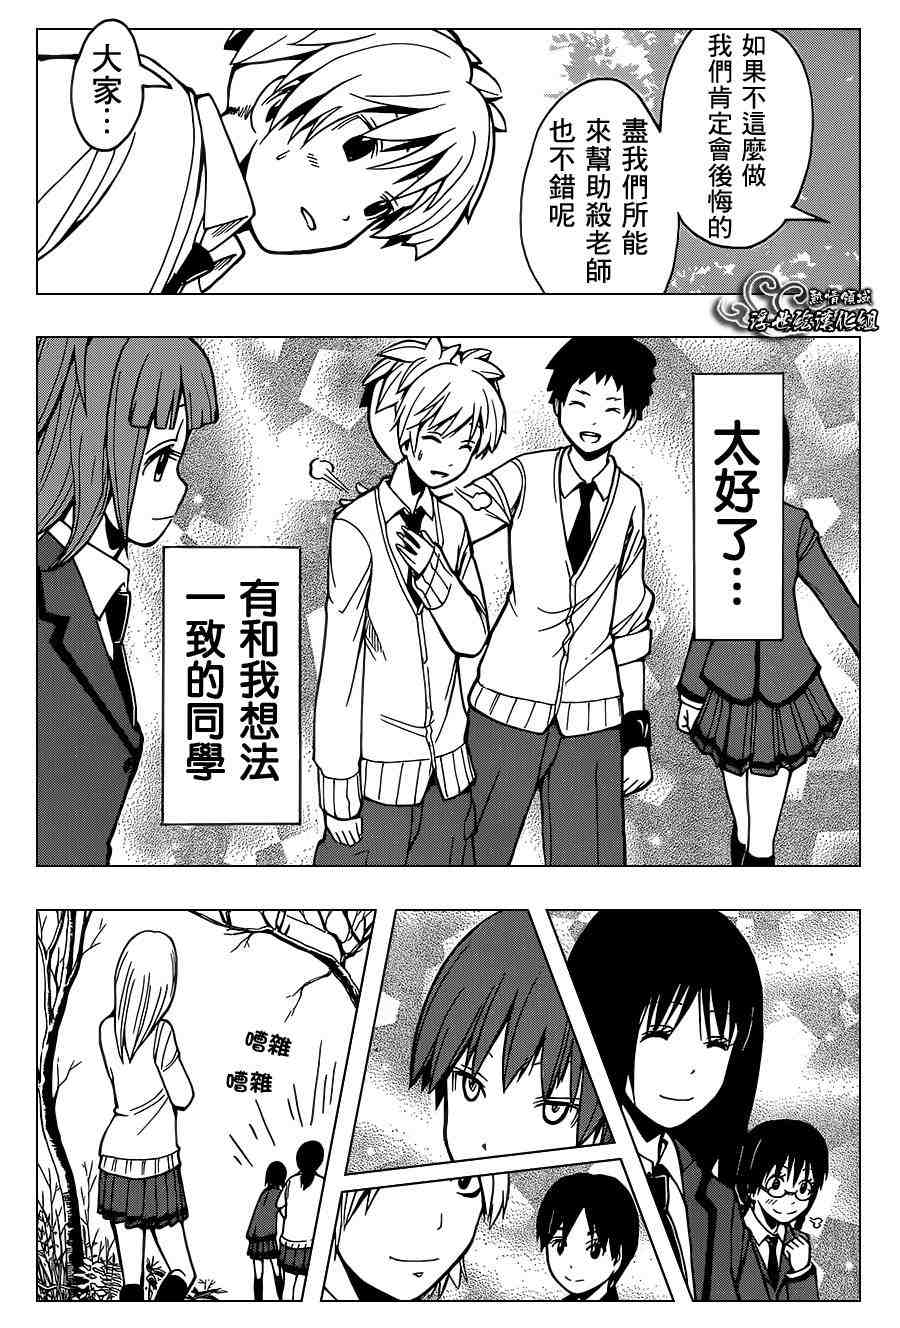 如果不這麼做
我們肯定會後悔的
盡我們所能
來幫助殺老師
也不錯呢
大家…
熱情領域
浮世繪漢化組
太好了…
有和我想法
一致的同學
嘈雜
嘈雜